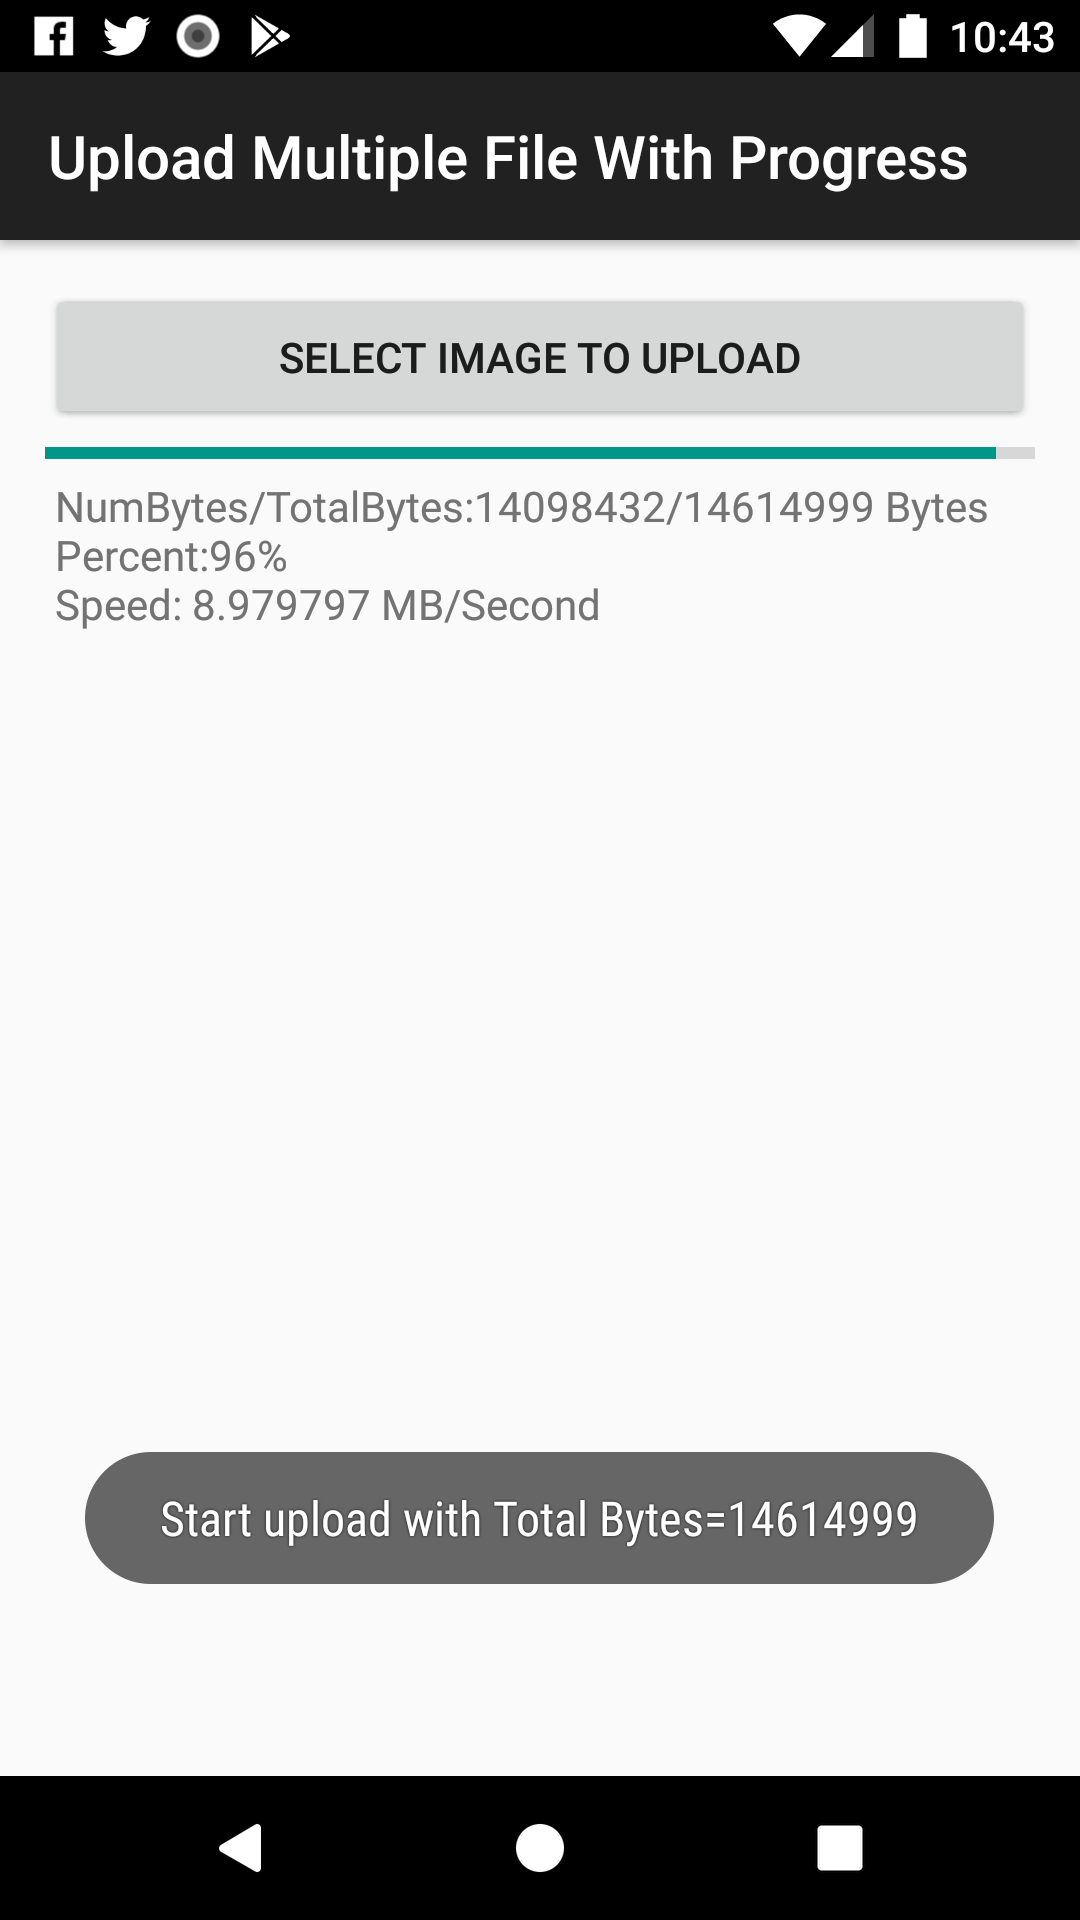 10:43
Upload Multiple File With Progress
SELECT IMAGE TO UPLOAD
NumBytes/TotalBytes:14098432/14614999 Bytes
Percent:96%
Speed: 8.979797 MB/Second
Start upload with Total Bytes=14614999